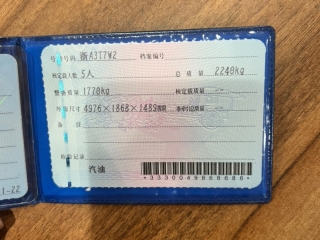 号牌号码 浙A3T7W2 档案编号
核定载人数 5人 总质量 2240kg
整备质量 1770kg 核定载质量
外廓尺寸 4976×1868×1489mm 准牵引总质量
备注
检验记录
汽油
*3330049868686*
1-22